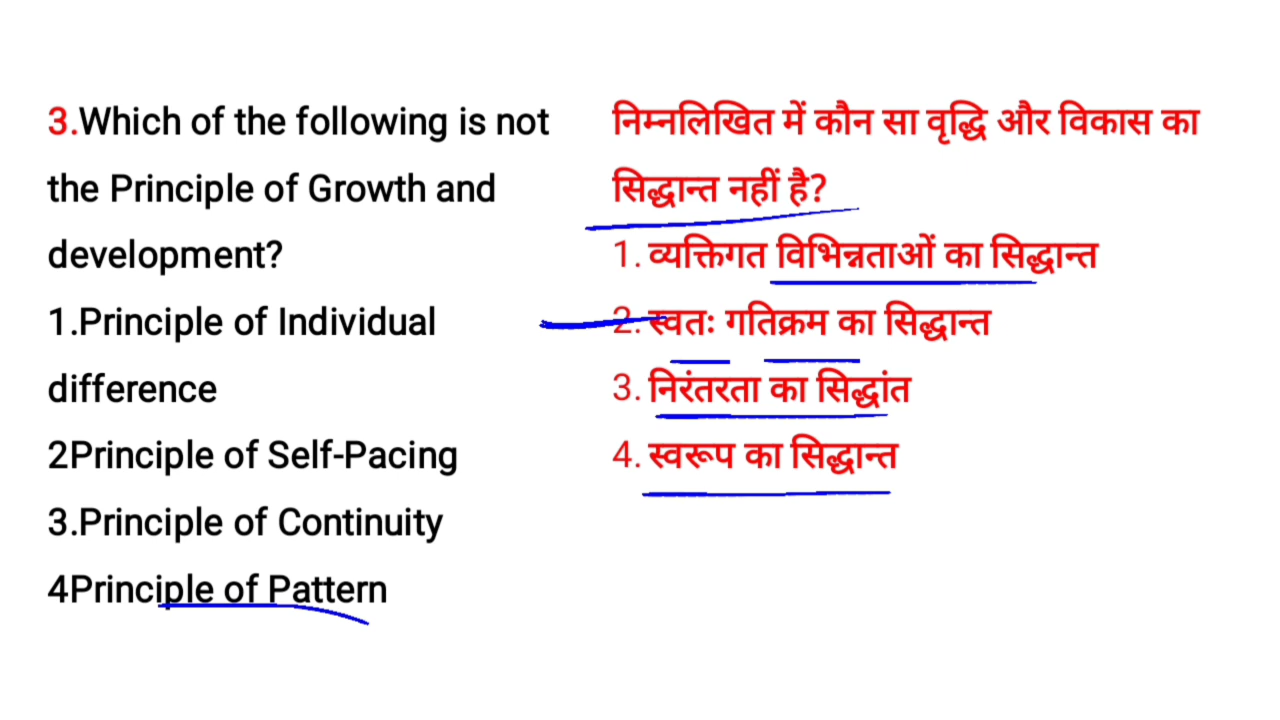 3.Which of the following is not
the Principle of Growth and
development?
1.Principle of Individual
difference
2Principle of Self-Pacing
3.Principle of Continuity
4Principle of Pattern
निम्नलिखित में कौन सा वृद्धि और विकास का
सिद्धान्त नहीं है?
1. व्यक्तिगत विभिन्नताओं का सिद्धान्त
2. स्वतः गतिक्रम का सिद्धान्त
3. निरंतरता का सिद्धांत
4. स्वरूप का सिद्धान्त